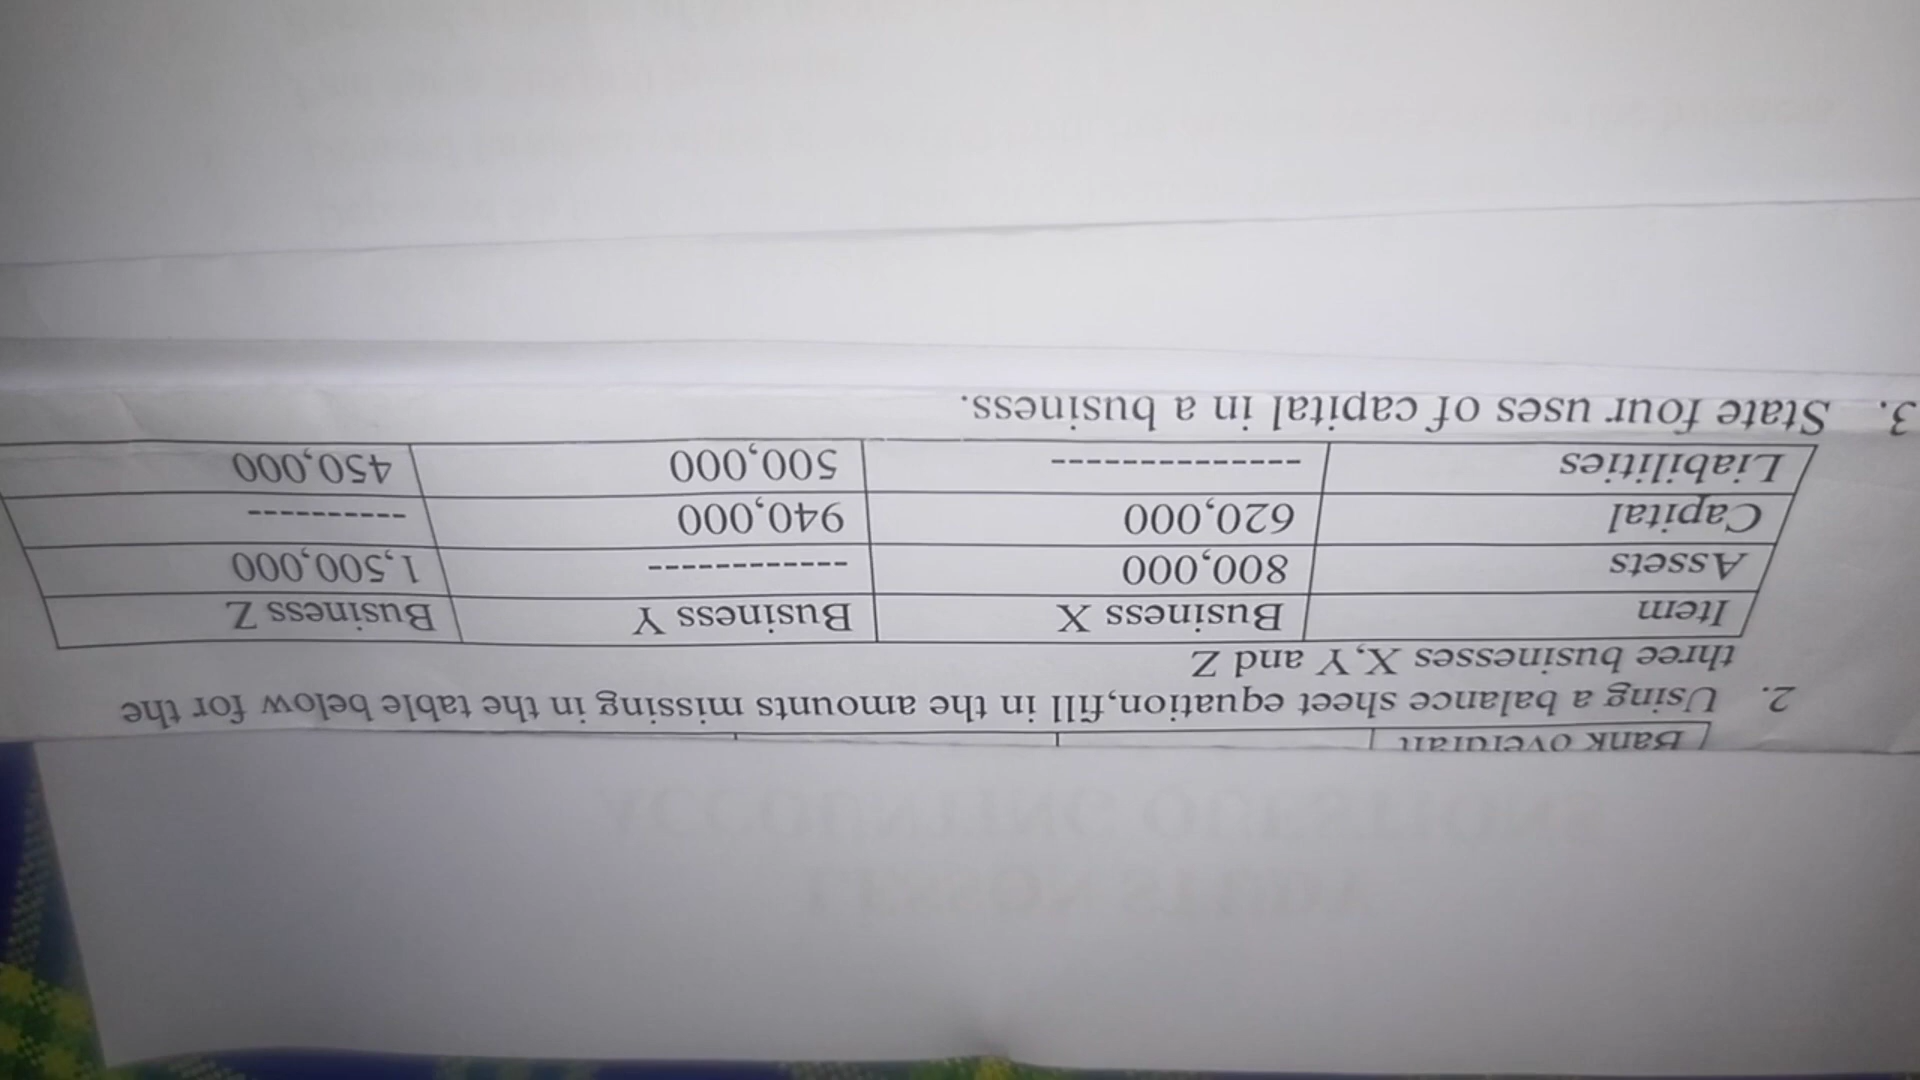 Bank overdraft
2. Using a balance sheet equation,fill in the amounts missing in the table below for the
three businesses X,Y and Z
Item Business X Business Y Business Z
Assets 800,000 ------------ 1,500,000
Capital 620,000 940,000 ----------
Liabilities --------------- 500,000 450,000
3. State four uses of capital in a business.
ACCOUNTING QUESTIONS